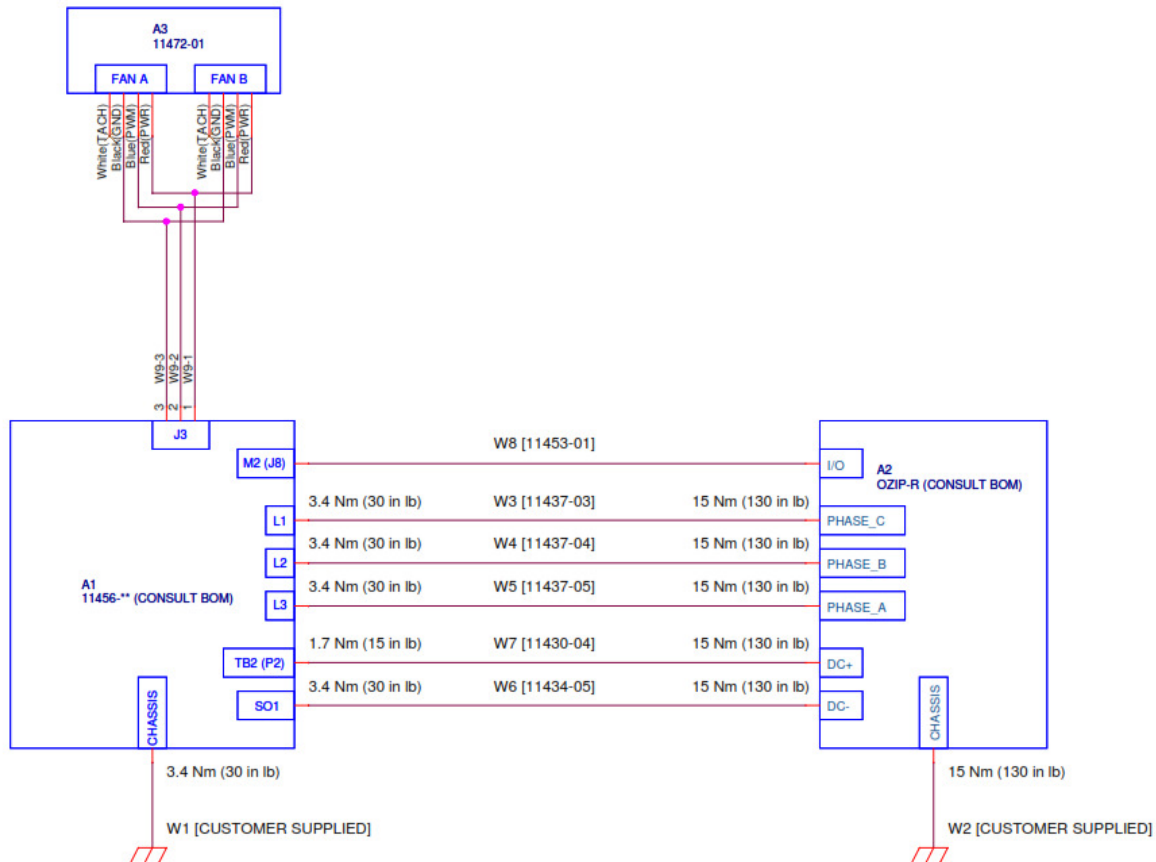 A3
11472-01
FAN A
FAN B
White(TACH)
Black(GND)
Blue(PWM)
Red(PWR)
White(TACH)
Black(GND)
Blue(PWM)
Red(PWR)
W9-3
W9-2
W9-1
3
2
1
J3
M2 (J8)
W8 [11453-01]
I/O
A2
OZIP-R (CONSULT BOM)
L1
3.4 Nm (30 in lb)
W3 [11437-03]
15 Nm (130 in lb)
PHASE_C
L2
3.4 Nm (30 in lb)
W4 [11437-04]
15 Nm (130 in lb)
PHASE_B
A1
11456-** (CONSULT BOM)
L3
3.4 Nm (30 in lb)
W5 [11437-05]
15 Nm (130 in lb)
PHASE_A
TB2 (P2)
1.7 Nm (15 in lb)
W7 [11430-04]
15 Nm (130 in lb)
DC+
SO1
3.4 Nm (30 in lb)
W6 [11434-05]
15 Nm (130 in lb)
DC-
CHASSIS
CHASSIS
3.4 Nm (30 in lb)
15 Nm (130 in lb)
W1 [CUSTOMER SUPPLIED]
W2 [CUSTOMER SUPPLIED]